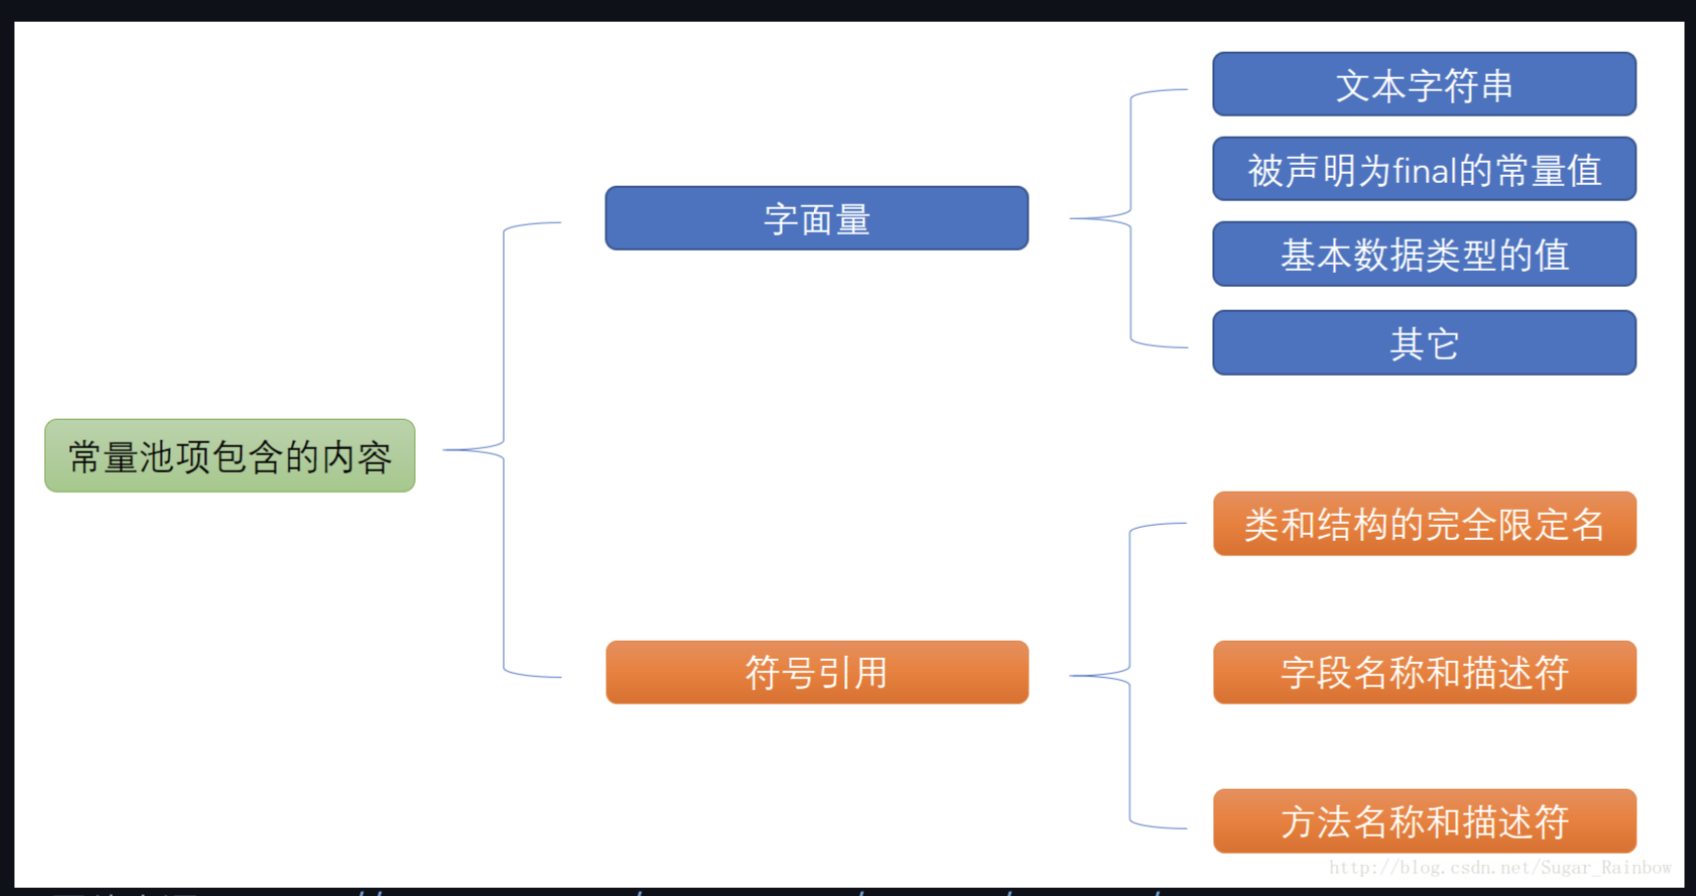 常量池项包含的内容
字面量
文本字符串
被声明为final的常量值
基本数据类型的值
其它
符号引用
类和结构的完全限定名
字段名称和描述符
方法名称和描述符
http://blog.csdn.net/Sugar_Rainbow